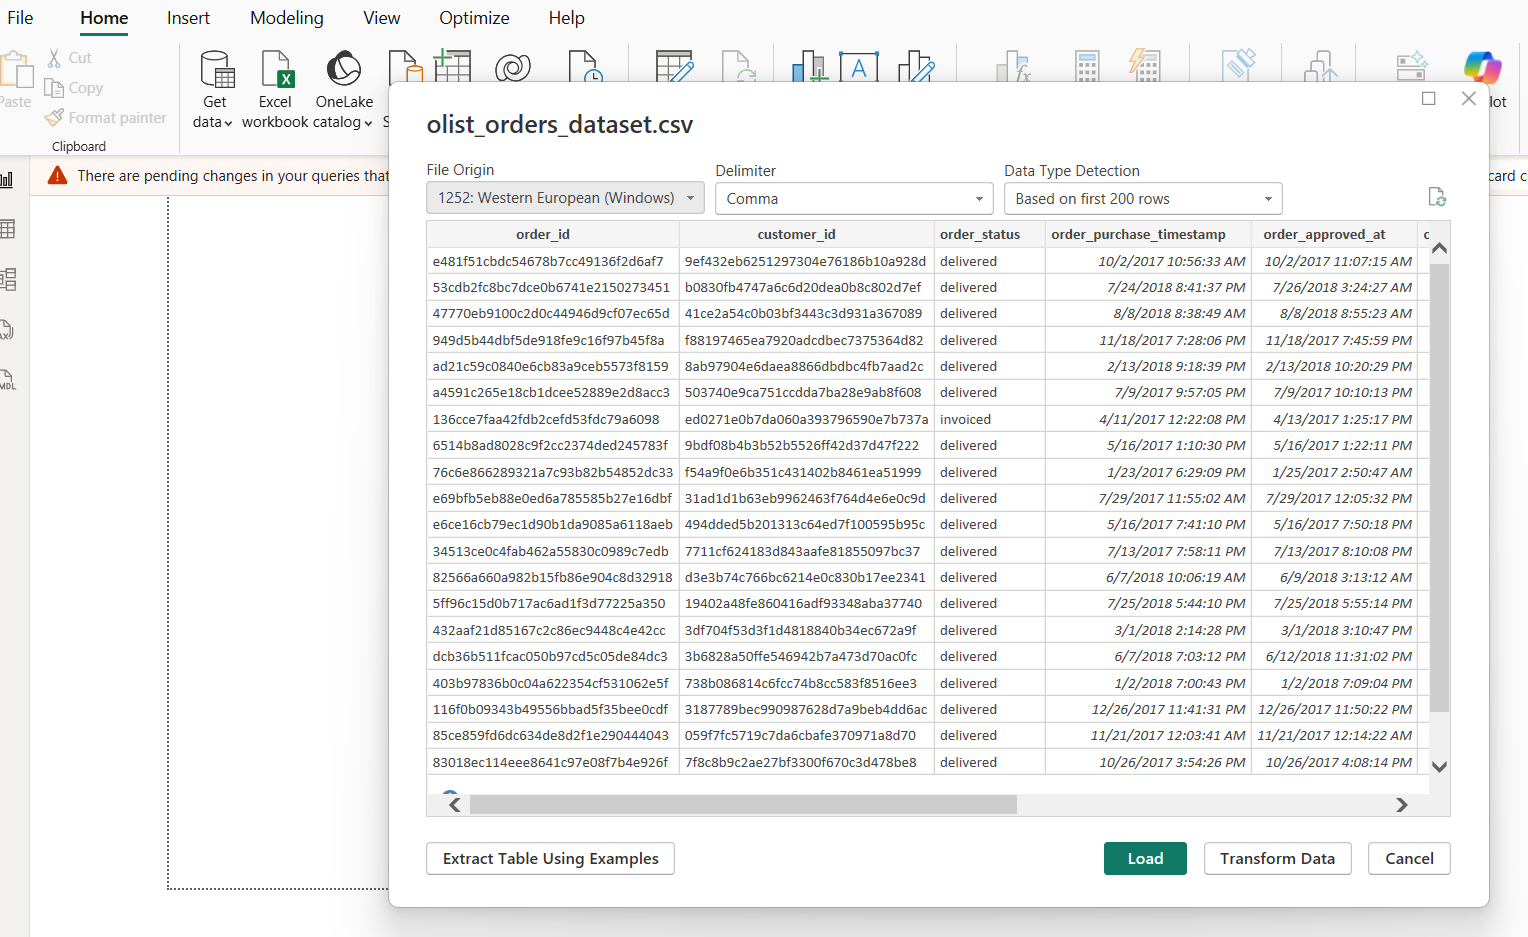 File Home Insert Modeling View Optimize Help
Paste
Cut
Copy
Format painter
Clipboard
Get data
Excel workbook
OneLake catalog
S
lot
There are pending changes in your queries that
card c
olist_orders_dataset.csv
File Origin Delimiter Data Type Detection
1252: Western European (Windows) Comma Based on first 200 rows
order_id customer_id order_status order_purchase_timestamp order_approved_at o
e481f51cbdc54678b7cc49136f2d6af7 9ef432eb6251297304e76186b10a928d delivered 10/2/2017 10:56:33 AM 10/2/2017 11:07:15 AM
53cdb2fc8bc7dce0b6741e2150273451 b0830fb4747a6c6d20dea0b8c802d7ef delivered 7/24/2018 8:41:37 PM 7/26/2018 3:24:27 AM
47770eb9100c2d0c44946d9cf07ec65d 41ce2a54c0b03bf3443c3d931a367089 delivered 8/8/2018 8:38:49 AM 8/8/2018 8:55:23 AM
949d5b44dbf5de918fe9c16f97b45f8a f88197465ea7920adcdbec7375364d82 delivered 11/18/2017 7:28:06 PM 11/18/2017 7:45:59 PM
ad21c59c0840e6cb83a9ceb5573f8159 8ab97904e6daea8866dbdbc4fb7aad2c delivered 2/13/2018 9:18:39 PM 2/13/2018 10:20:29 PM
a4591c265e18cb1dcee52889e2d8acc3 503740e9ca751ccdda7ba28e9ab8f608 delivered 7/9/2017 9:57:05 PM 7/9/2017 10:10:13 PM
136cce7faa42fdb2cefd53fdc79a6098 ed0271e0b7da060a393796590e7b737a invoiced 4/11/2017 12:22:08 PM 4/13/2017 1:25:17 PM
6514b8ad8028c9f2cc2374ded245783f 9bdf08b4b3b52b5526ff42d37d47f222 delivered 5/16/2017 1:10:30 PM 5/16/2017 1:22:11 PM
76c6e866289321a7c93b82b54852dc33 f54a9f0e6b351c431402b8461ea51999 delivered 1/23/2017 6:29:09 PM 1/25/2017 2:50:47 AM
e69bfb5eb88e0ed6a785585b27e16dbf 31ad1d1b63eb9962463f764d4e6e0c9d delivered 7/29/2017 11:55:02 AM 7/29/2017 12:05:32 PM
e6ce16cb79ec1d90b1da9085a6118aeb 494dded5b201313c64ed7f100595b95c delivered 5/16/2017 7:41:10 PM 5/16/2017 7:50:18 PM
34513ce0c4fab462a55830c0989c7edb 7711cf624183d843aafe81855097bc37 delivered 7/13/2017 7:58:11 PM 7/13/2017 8:10:08 PM
82566a660a982b15fb86e904c8d32918 d3e3b74c766bc6214e0c830b17ee2341 delivered 6/7/2018 10:06:19 AM 6/9/2018 3:13:12 AM
5ff96c15d0b717ac6ad1f3d77225a350 19402a48fe860416adf93348aba37740 delivered 7/25/2018 5:44:10 PM 7/25/2018 5:55:14 PM
432aaf21d85167c2c86ec9448c4e42cc 3df704f53d3f1d4818840b34ec672a9f delivered 3/1/2018 2:14:28 PM 3/1/2018 3:10:47 PM
dcb36b511fcac050b97cd5c05de84dc3 3b6828a50ffe546942b7a473d70ac0fc delivered 6/7/2018 7:03:12 PM 6/12/2018 11:31:02 PM
403b97836b0c04a622354cf531062e5f 738b086814c6fcc74b8cc583f8516ee3 delivered 1/2/2018 7:00:43 PM 1/2/2018 7:09:04 PM
116f0b09343b49556bbad5f35bee0cdf 3187789bec990987628d7a9beb4dd6ac delivered 12/26/2017 11:41:31 PM 12/26/2017 11:50:22 PM
85ce859fd6dc634de8d2f1e290444043 059f7fc5719c7da6cbafe370971a8d70 delivered 11/21/2017 12:03:41 AM 11/21/2017 12:14:22 AM
83018ec114eee8641c97e08f7b4e926f 7f8c8b9c2ae27bf3300f670c3d478be8 delivered 10/26/2017 3:54:26 PM 10/26/2017 4:08:14 PM
Extract Table Using Examples Load Transform Data Cancel